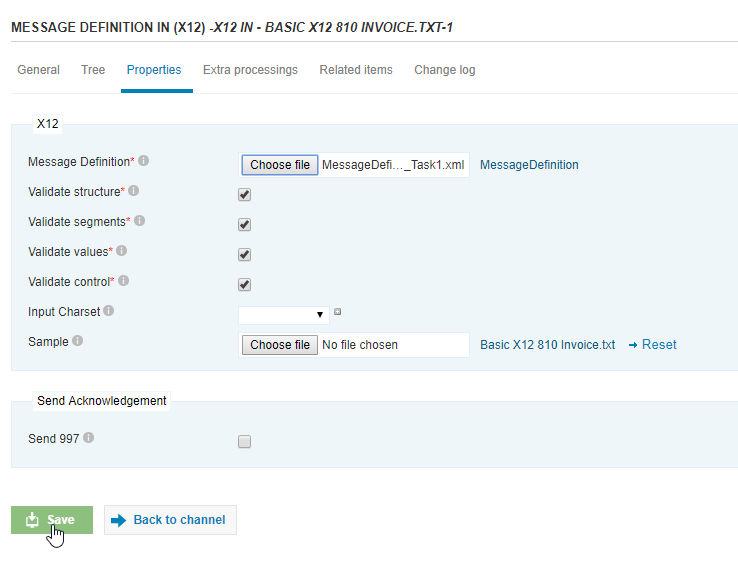 MESSAGE DEFINITION IN (X12) -X12 IN - BASIC X12 810 INVOICE.TXT-1
General Tree Properties Extra processings Related items Change log
X12
Message Definition* Choose file MessageDefi..._Task1.xml MessageDefinition
Validate structure*
Validate segments*
Validate values*
Validate control*
Input Charset
Sample Choose file No file chosen Basic X12 810 Invoice.txt Reset
Send Acknowledgement
Send 997
Save Back to channel